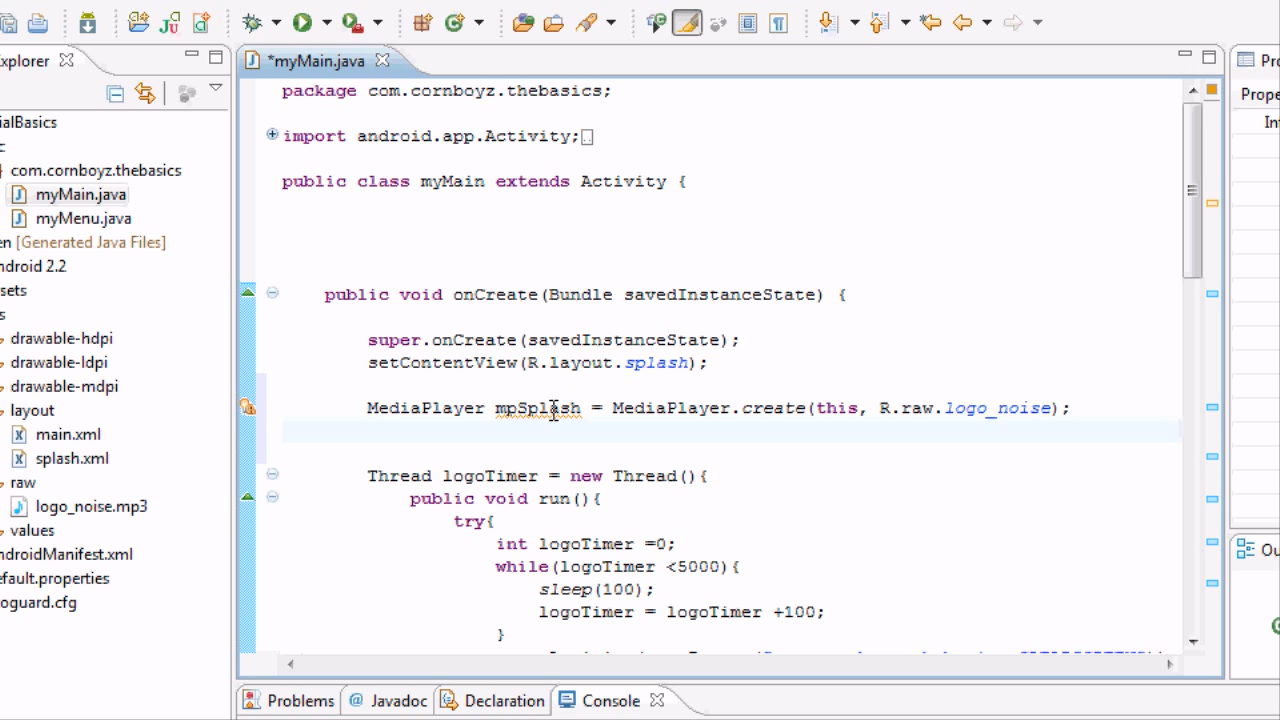 Explorer
ialBasics
c
com.cornboyz.thebasics
myMain.java
myMenu.java
en [Generated Java Files]
ndroid 2.2
sets
s
drawable-hdpi
drawable-ldpi
drawable-mdpi
layout
main.xml
splash.xml
raw
logo_noise.mp3
values
ndroidManifest.xml
efault.properties
oguard.cfg
*myMain.java
package com.cornboyz.thebasics;
import android.app.Activity;
public class myMain extends Activity {
public void onCreate(Bundle savedInstanceState) {
super.onCreate(savedInstanceState);
setContentView(R.layout.splash);
MediaPlayer mpSplash = MediaPlayer.create(this, R.raw.logo_noise);
Thread logoTimer = new Thread(){
public void run(){
try{
int logoTimer =0;
while(logoTimer <5000){
sleep(100);
logoTimer = logoTimer +100;
}
Pro
Prope
In
Ou
Problems
@ Javadoc
Declaration
Console